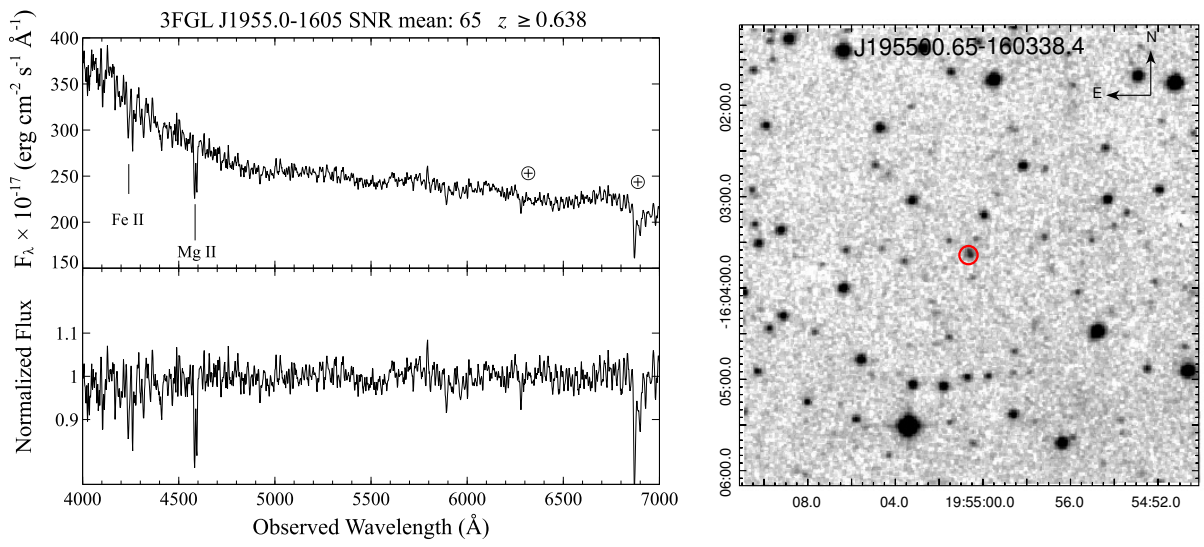 3FGL J1955.0-1605 SNR mean: 65 z ≥ 0.638
400
350
300
250
200
150
F_λ × 10⁻¹⁷ (erg cm⁻² s⁻¹ Å⁻¹)
Fe II
Mg II
⊕
⊕
1.1
1
0.9
Normalized Flux
4000 4500 5000 5500 6000 6500 7000
Observed Wavelength (Å)
J195500.65-160338.4
N
E
02:00.0
03:00.0
-16:04:00.0
05:00.0
06:00.0
08.0 04.0 19:55:00.0 56.0 54:52.0